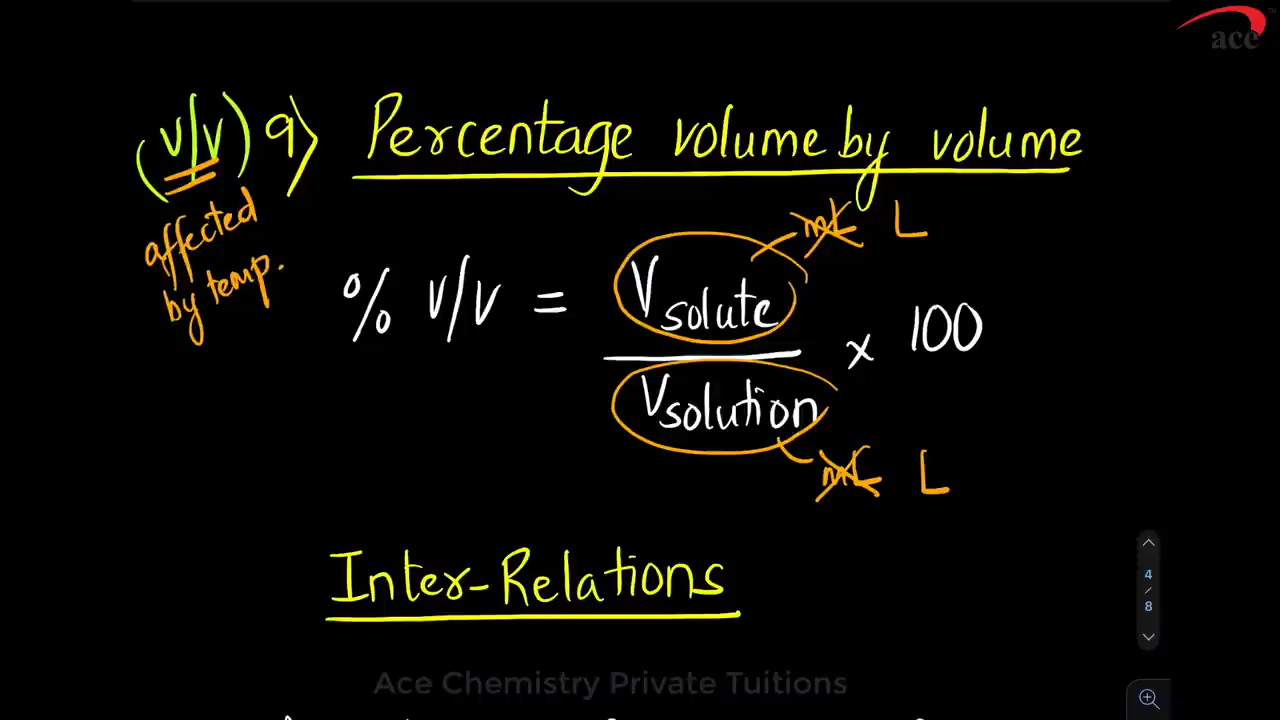 ace
(V/V) 9> Percentage volume by volume
affected
by temp.
mL L
% V/V = Vsolute / Vsolution x 100
mL L
Inter-Relations
4
/
8
Ace Chemistry Private Tuitions